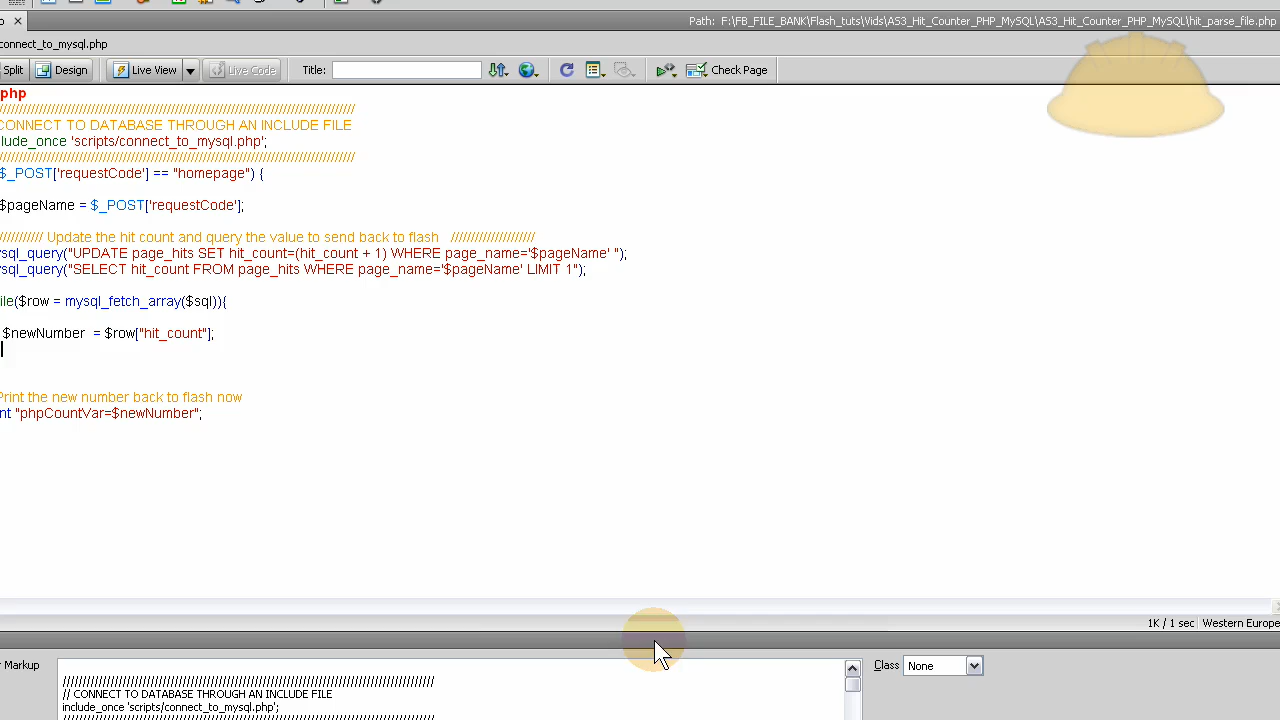 Path: F:\FB_FILE_BANK\Flash_tuts\Vids\AS3_Hit_Counter_PHP_MySQL\AS3_Hit_Counter_PHP_MySQL\hit_parse_file.php
connect_to_mysql.php
Split Design Live View Live Code Title: Check Page
php
//////////////////////////////////////////////////////////////////////////////////////////
CONNECT TO DATABASE THROUGH AN INCLUDE FILE
lude_once 'scripts/connect_to_mysql.php';
//////////////////////////////////////////////////////////////////////////////////////////
$_POST['requestCode'] == "homepage") {
$pageName = $_POST['requestCode'];
/////////// Update the hit count and query the value to send back to flash /////////////////////
sql_query("UPDATE page_hits SET hit_count=(hit_count + 1) WHERE page_name='$pageName' ");
sql_query("SELECT hit_count FROM page_hits WHERE page_name='$pageName' LIMIT 1");
ile($row = mysql_fetch_array($sql)){
$newNumber = $row["hit_count"];
Print the new number back to flash now
nt "phpCountVar=$newNumber";
1K / 1 sec Western Europe
Markup Class None
//////////////////////////////////////////////////////////////////////////////////////////
// CONNECT TO DATABASE THROUGH AN INCLUDE FILE
include_once 'scripts/connect_to_mysql.php';
//////////////////////////////////////////////////////////////////////////////////////////